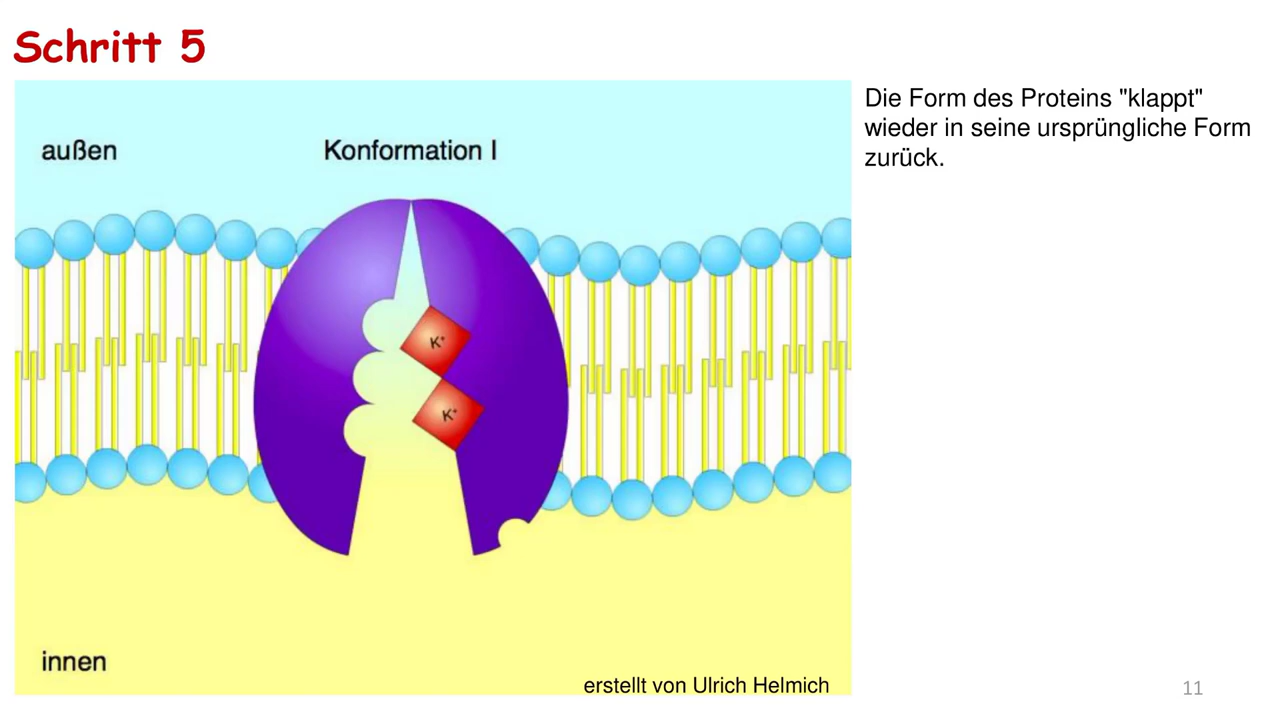 Schritt 5
außen
Konformation I
Die Form des Proteins "klappt"
wieder in seine ursprüngliche Form
zurück.
K⁺
K⁺
innen
erstellt von Ulrich Helmich
11